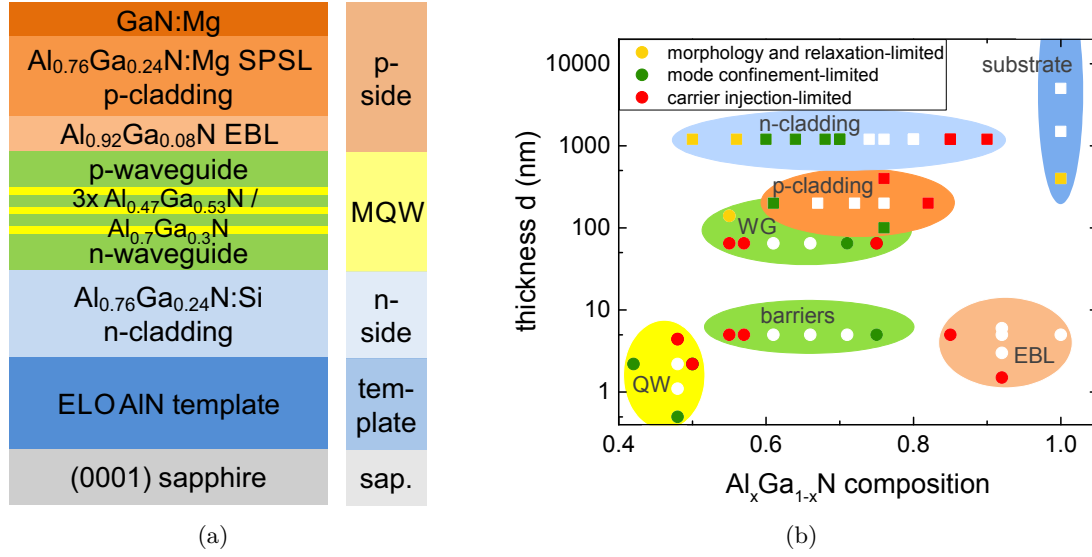 GaN:Mg
Al0.76Ga0.24N:Mg SPSL
p-cladding
Al0.92Ga0.08N EBL
p-waveguide
3x Al0.47Ga0.53N /
Al0.7Ga0.3N
n-waveguide
Al0.76Ga0.24N:Si
n-cladding
ELO AlN template
(0001) sapphire
p-
side
MQW
n-
side
tem-
plate
sap.
(a)
morphology and relaxation-limited
mode confinement-limited
carrier injection-limited
substrate
n-cladding
p-cladding
WG
barriers
QW
EBL
10000
1000
100
10
1
thickness d (nm)
0.4
0.6
0.8
1.0
AlxGa1-xN composition
(b)